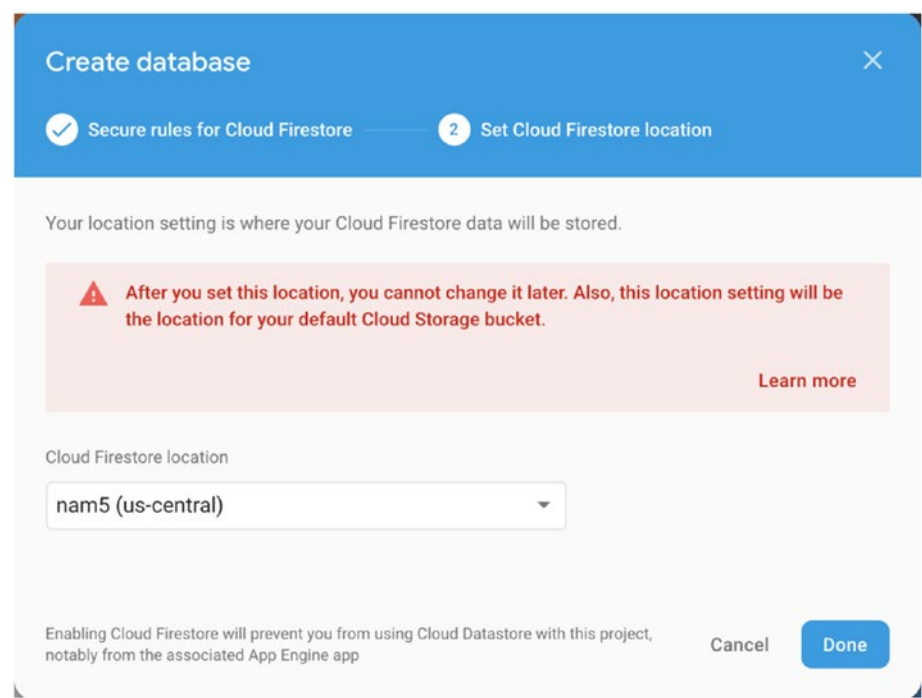 Create database
Secure rules for Cloud Firestore
2 Set Cloud Firestore location
Your location setting is where your Cloud Firestore data will be stored.
After you set this location, you cannot change it later. Also, this location setting will be
the location for your default Cloud Storage bucket.
Learn more
Cloud Firestore location
nam5 (us-central)
Enabling Cloud Firestore will prevent you from using Cloud Datastore with this project,
notably from the associated App Engine app
Cancel
Done